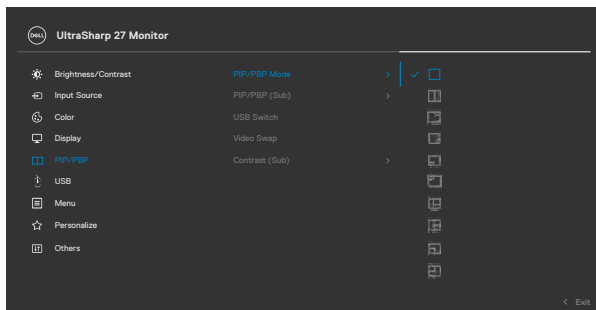 DELL
UltraSharp 27 Monitor
Brightness/Contrast
PIP/PBP Mode
Input Source
PIP/PBP (Sub)
Color
USB Switch
Display
Video Swap
PIP/PBP
Contrast (Sub)
USB
Menu
Personalize
Others
Exit